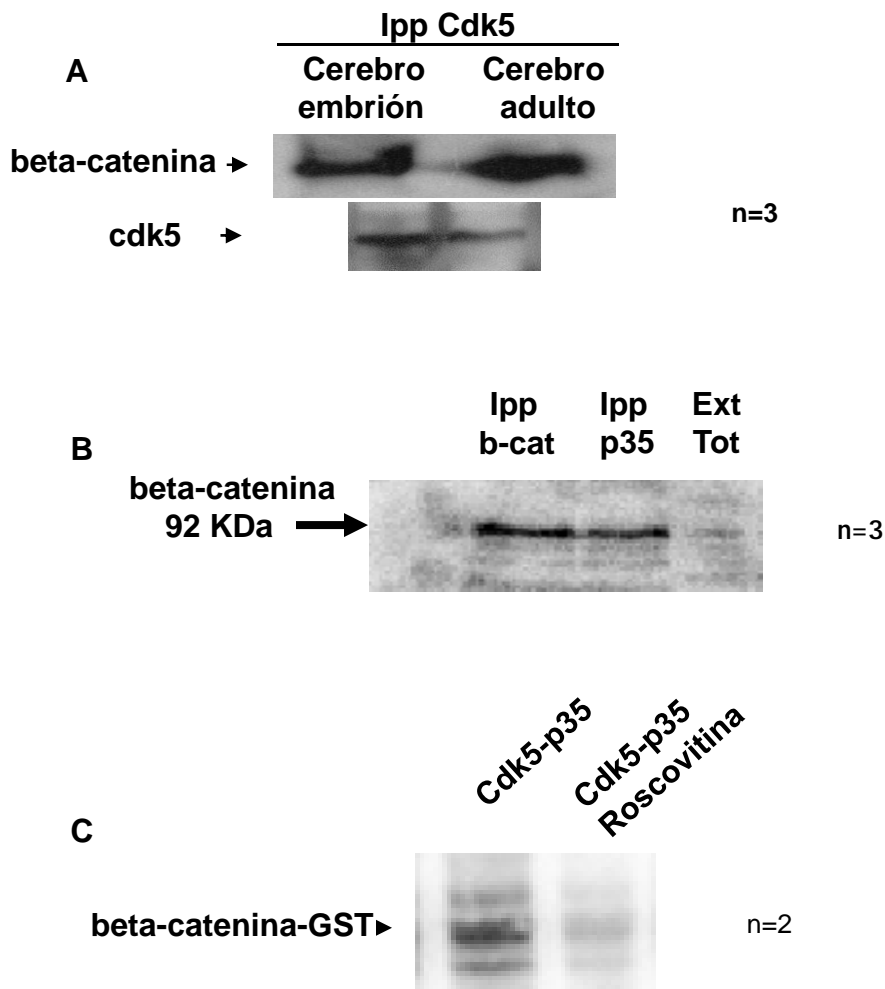 Ipp Cdk5
A
Cerebro embrión
Cerebro adulto
beta-catenina
cdk5
n=3
B
Ipp b-cat
Ipp p35
Ext Tot
beta-catenina
92 KDa
n=3
C
Cdk5-p35
Cdk5-p35 Roscovitina
beta-catenina-GST
n=2